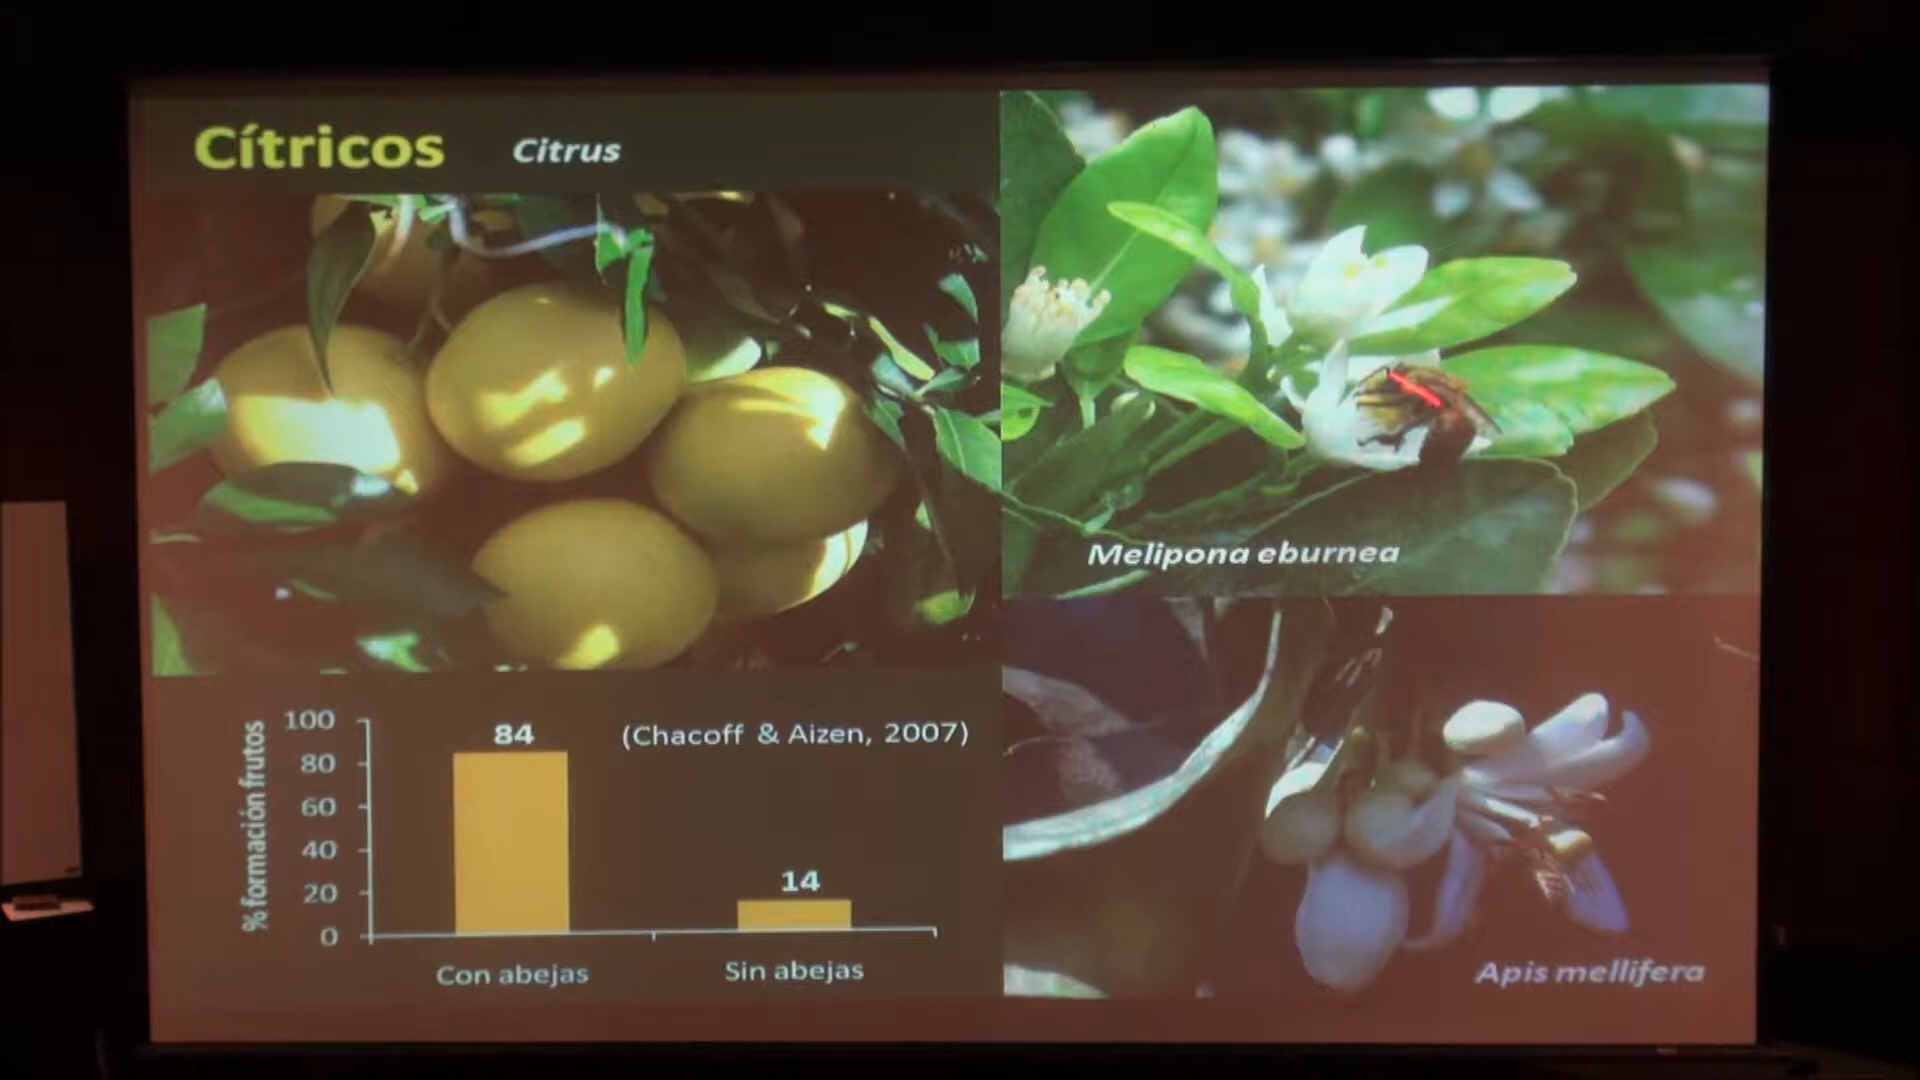 Cítricos Citrus
Melipona eburnea
% formación frutos
100
80
60
40
20
0
84
(Chacoff & Aizen, 2007)
14
Con abejas
Sin abejas
Apis mellifera